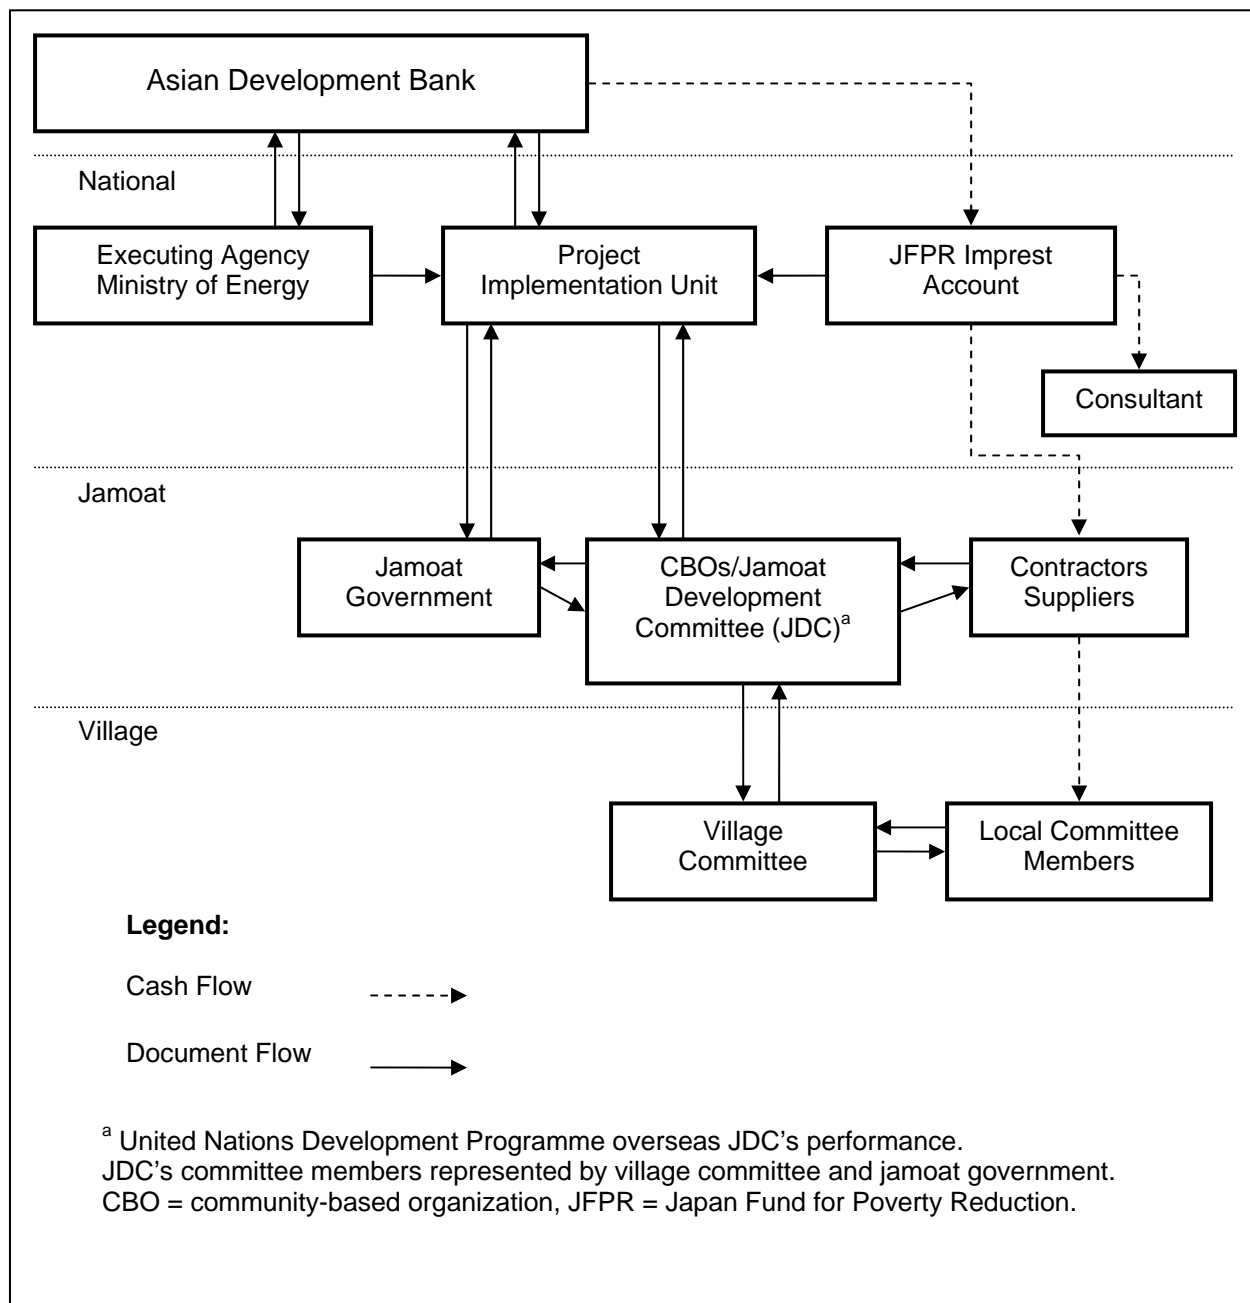 Asian Development Bank
National
Executing Agency
Ministry of Energy
Project
Implementation Unit
JFPR Imprest
Account
Consultant
Jamoat
Jamoat
Government
CBOs/Jamoat
Development
Committee (JDC)a
Contractors
Suppliers
Village
Village
Committee
Local Committee
Members
Legend:
Cash Flow
Document Flow
a United Nations Development Programme overseas JDC's performance.
JDC's committee members represented by village committee and jamoat government.
CBO = community-based organization, JFPR = Japan Fund for Poverty Reduction.